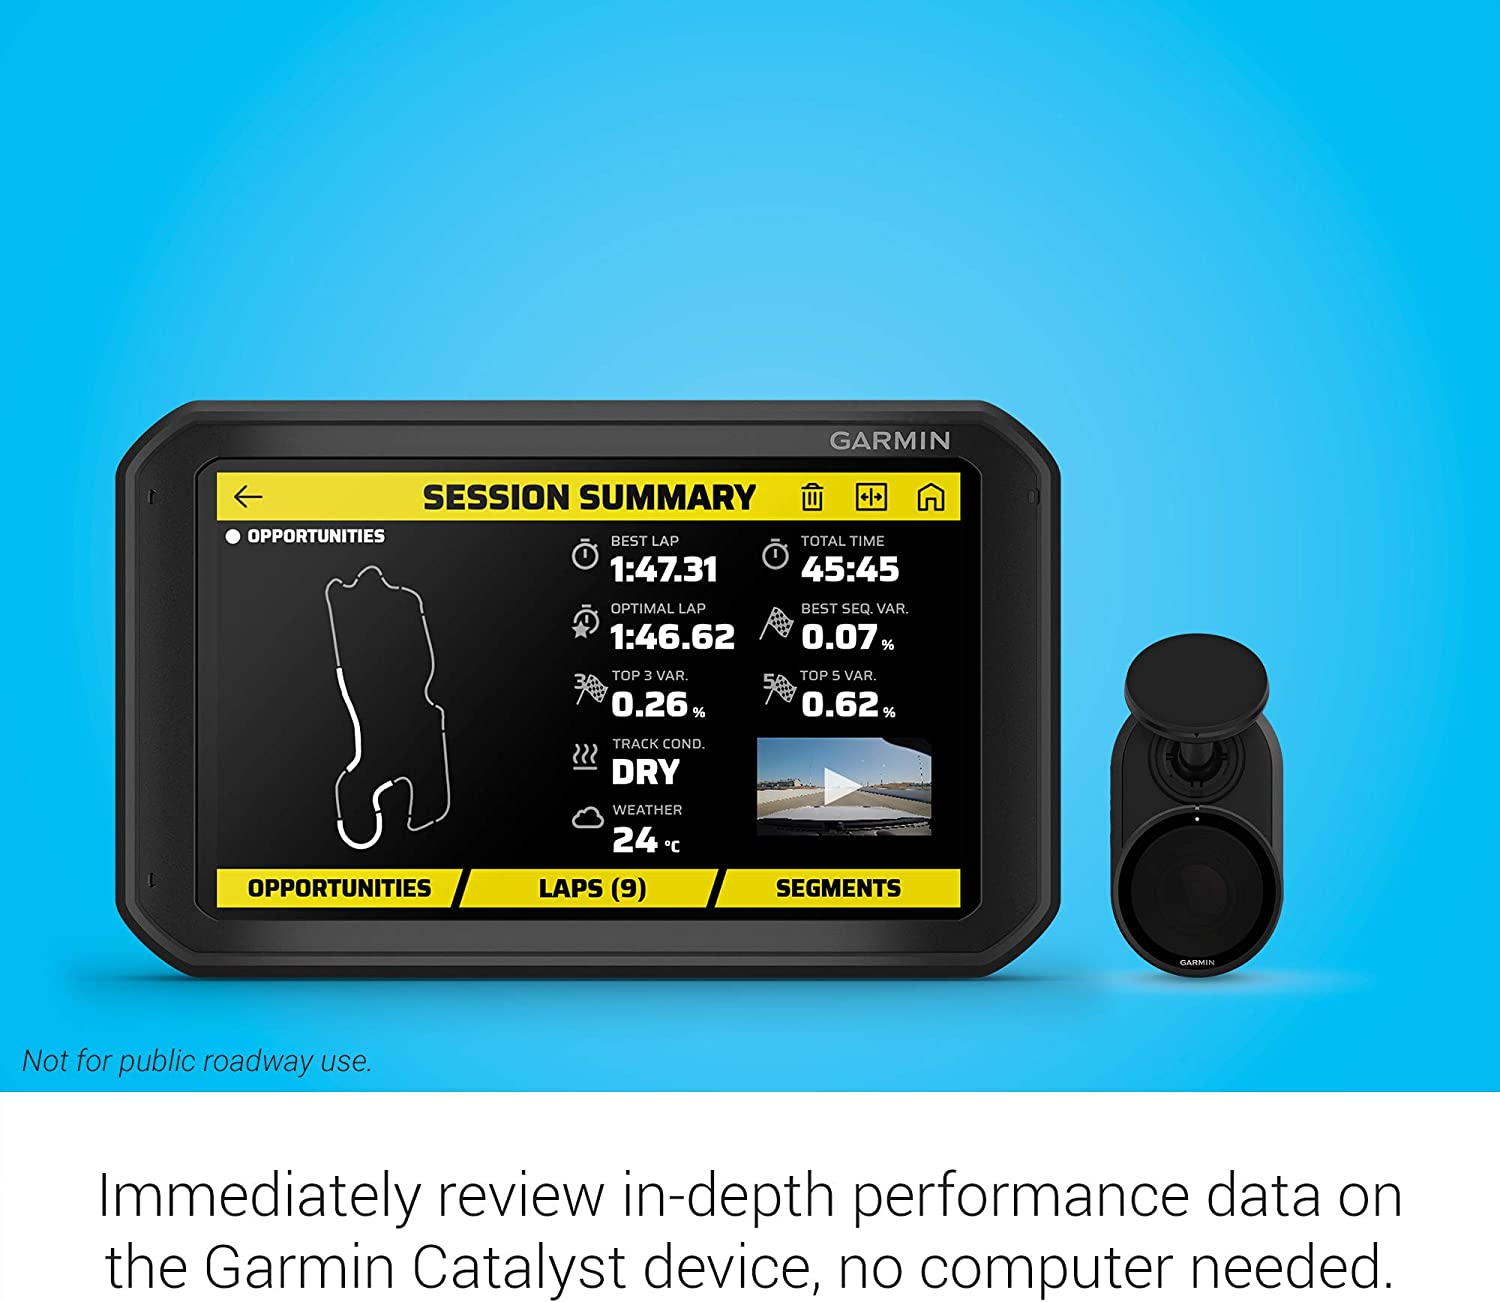 GARMIN
SESSION SUMMARY
OPPORTUNITIES
BEST LAP
1:47.31
TOTAL TIME
45:45
OPTIMAL LAP
1:46.62
BEST SEQ. VAR.
0.07 %
3
TOP 3 VAR.
0.26 %
5
TOP 5 VAR.
0.62 %
TRACK COND.
DRY
WEATHER
24 °C
OPPORTUNITIES
LAPS (9)
SEGMENTS
GARMIN
Not for public roadway use.
Immediately review in-depth performance data on
the Garmin Catalyst device, no computer needed.